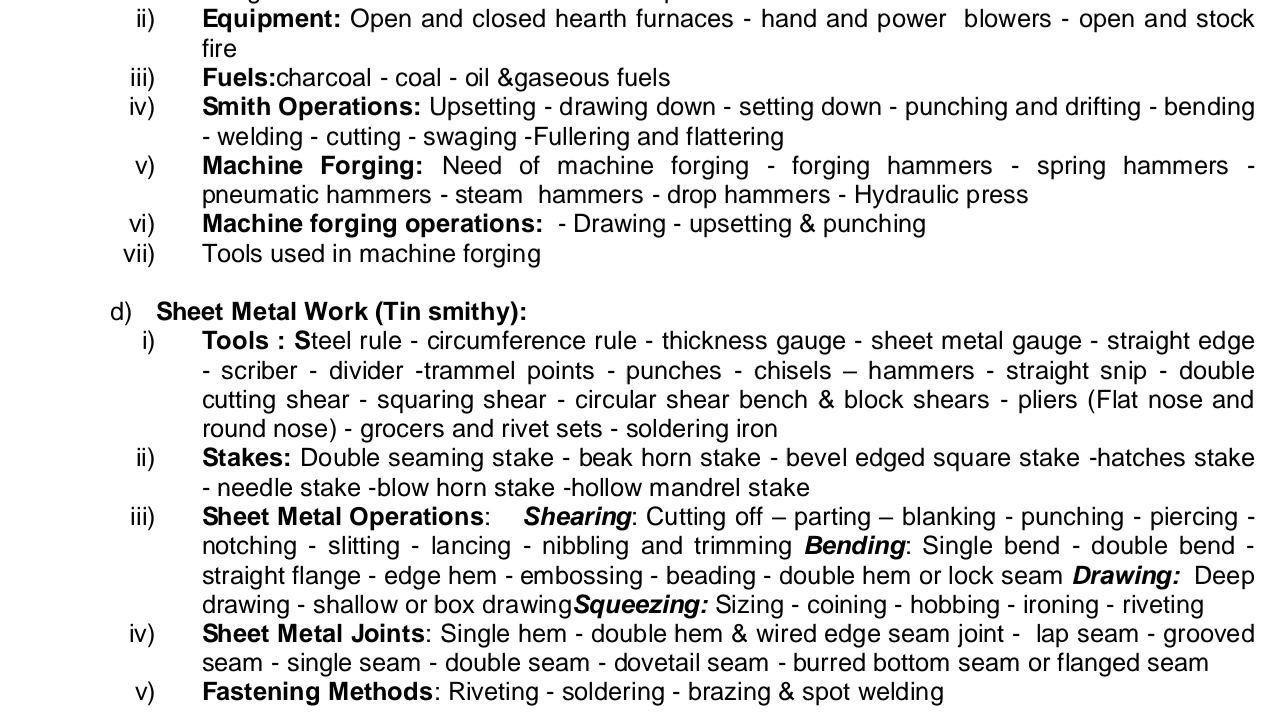 ii) Equipment: Open and closed hearth furnaces - hand and power blowers - open and stock
fire
iii) Fuels:charcoal - coal - oil &gaseous fuels
iv) Smith Operations: Upsetting - drawing down - setting down - punching and drifting - bending
- welding - cutting - swaging -Fullering and flattering
v) Machine Forging: Need of machine forging - forging hammers - spring hammers -
pneumatic hammers - steam hammers - drop hammers - Hydraulic press
vi) Machine forging operations: - Drawing - upsetting & punching
vii) Tools used in machine forging
d) Sheet Metal Work (Tin smithy):
i) Tools : Steel rule - circumference rule - thickness gauge - sheet metal gauge - straight edge
- scriber - divider -trammel points - punches - chisels – hammers - straight snip - double
cutting shear - squaring shear - circular shear bench & block shears - pliers (Flat nose and
round nose) - grocers and rivet sets - soldering iron
ii) Stakes: Double seaming stake - beak horn stake - bevel edged square stake -hatches stake
- needle stake -blow horn stake -hollow mandrel stake
iii) Sheet Metal Operations: Shearing: Cutting off – parting – blanking - punching - piercing -
notching - slitting - lancing - nibbling and trimming Bending: Single bend - double bend -
straight flange - edge hem - embossing - beading - double hem or lock seam Drawing: Deep
drawing - shallow or box drawingSqueezing: Sizing - coining - hobbing - ironing - riveting
iv) Sheet Metal Joints: Single hem - double hem & wired edge seam joint - lap seam - grooved
seam - single seam - double seam - dovetail seam - burred bottom seam or flanged seam
v) Fastening Methods: Riveting - soldering - brazing & spot welding